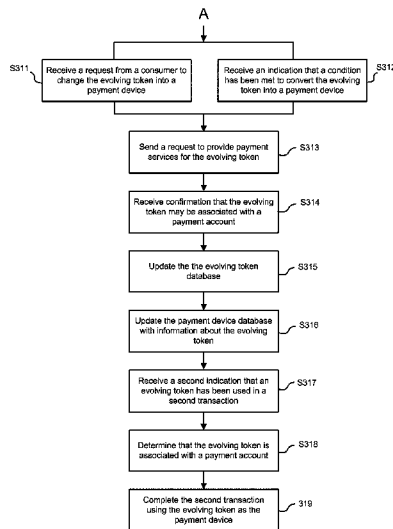 A
S311
Receive a request from a consumer to
change the evolving token into a
payment device
Receive an indication that a condition
has been met to convert the evolving
token into a payment device
S312
Send a request to provide payment
services for the evolving token
S313
Receive confirmation that the evolving
token may be associated with a
payment account
S314
Update the the evolving token
database
S315
Update the payment device database
with information about the evolving
token
S316
Receive a second indication that an
evolving token has been used in a
second transaction
S317
Determine that the evolving token is
associated with a payment account
S318
Complete the second transaction
using the evolving token as the
payment device
319